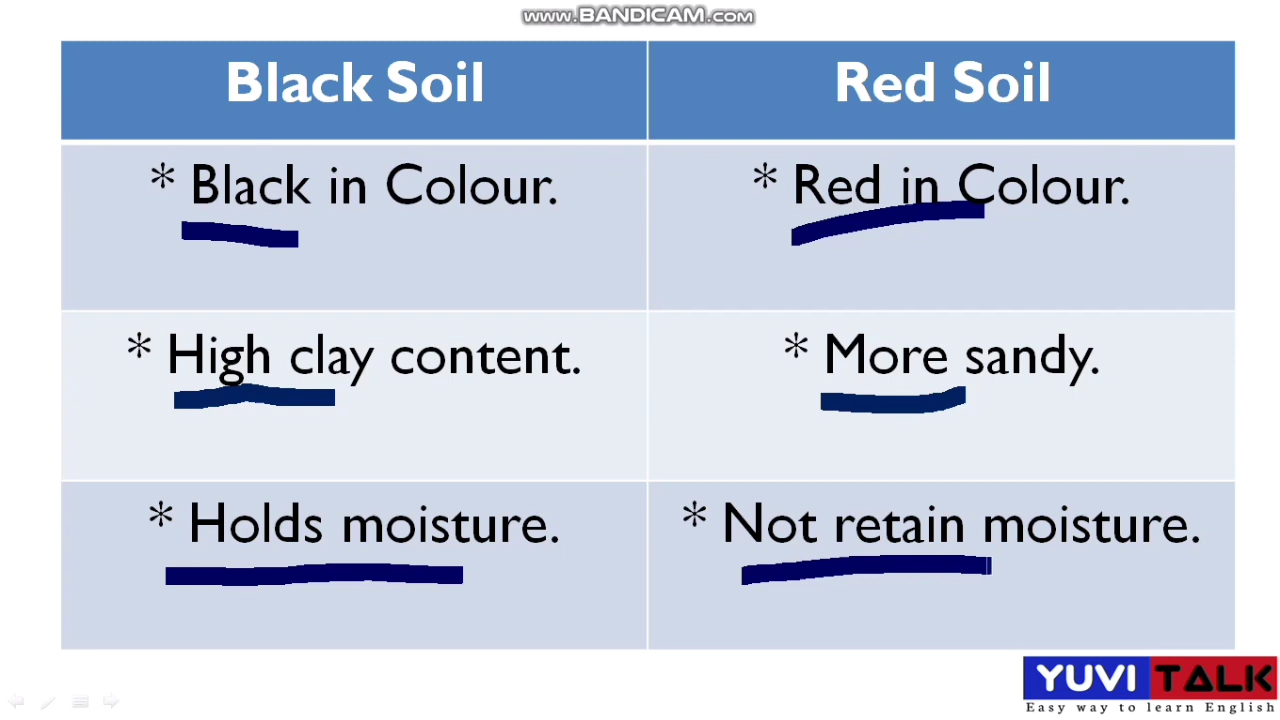 www.BANDICAM.com
Black Soil
Red Soil
* Black in Colour.
* Red in Colour.
* High clay content.
* More sandy.
* Holds moisture.
* Not retain moisture.
YUVI TALK
Easy way to learn English